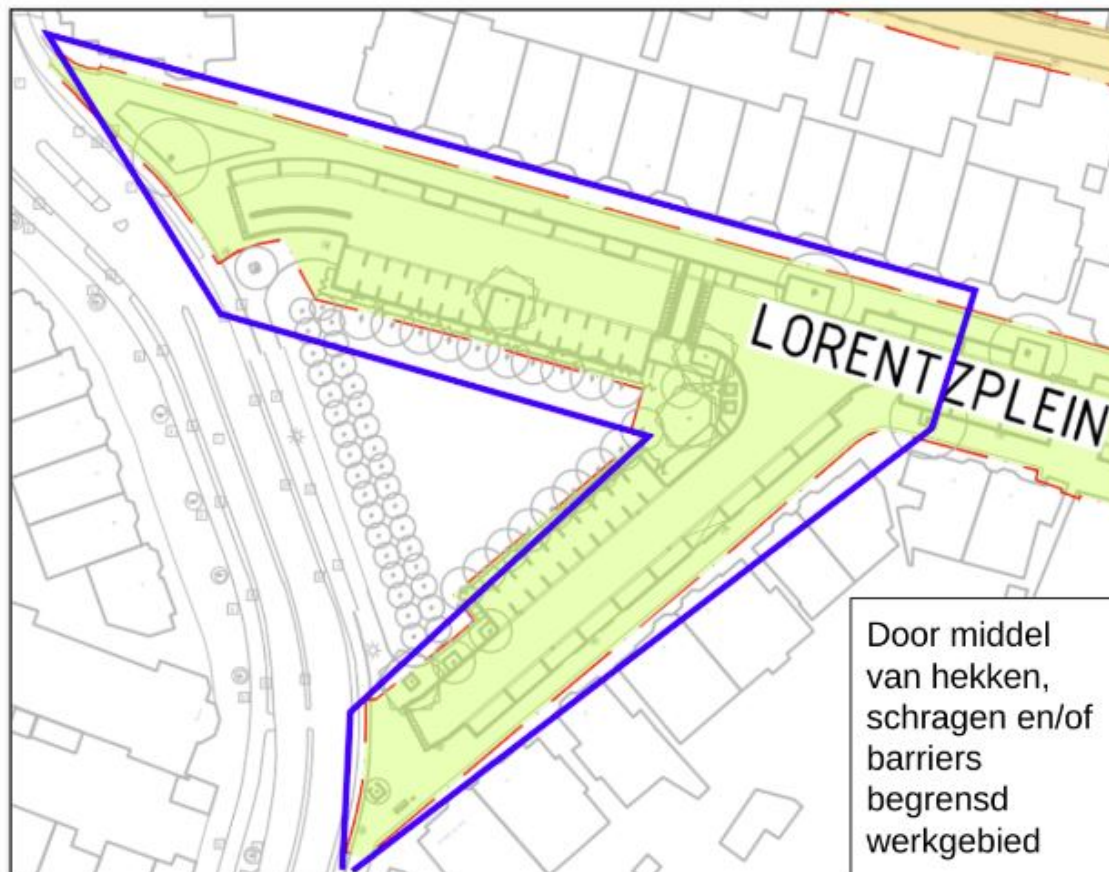 LORENTZPLEIN
Door middel
van hekken,
schragen en/of
barriers
begrensd
werkgebied